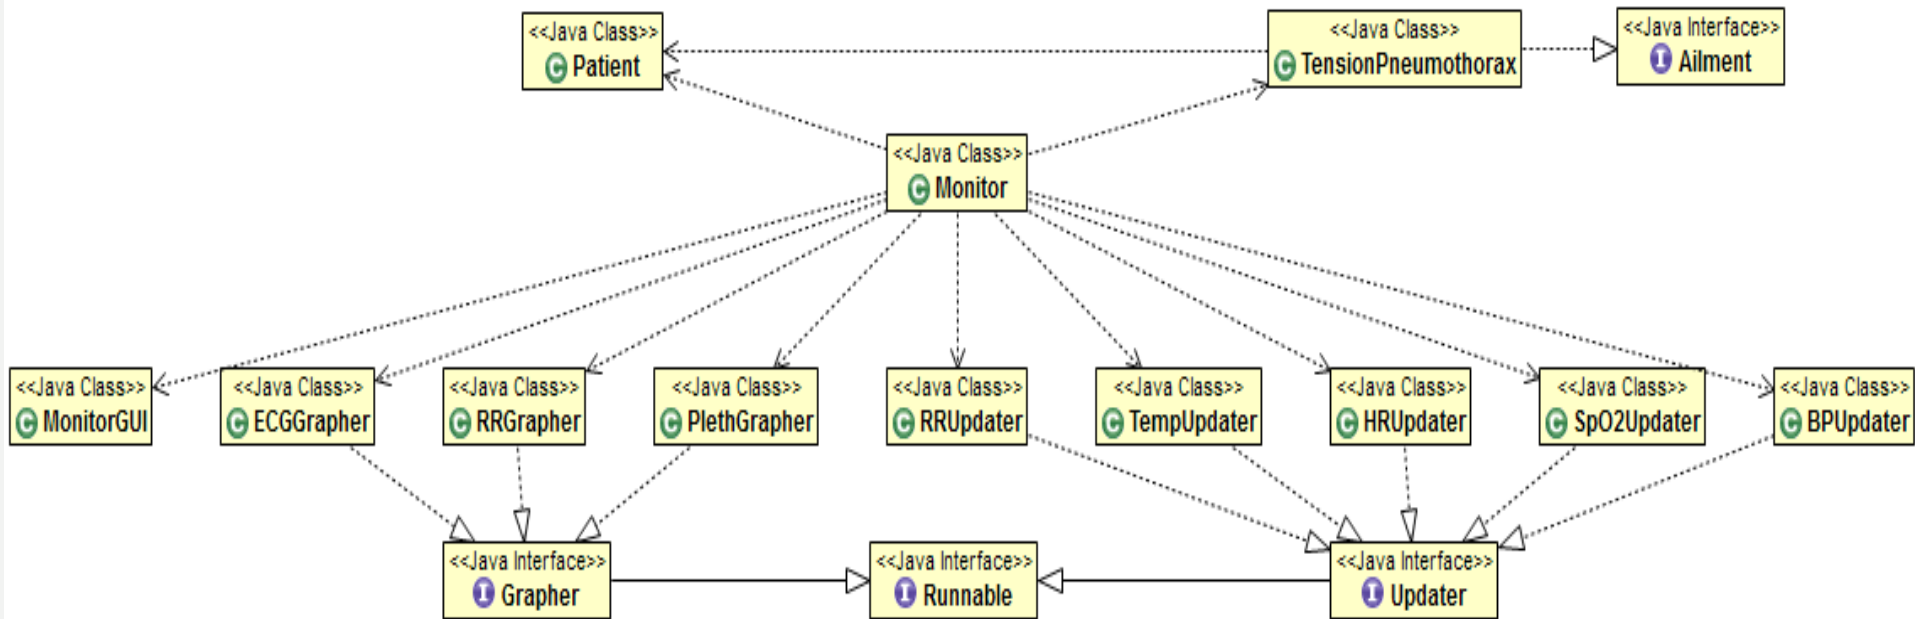 <<Java Class>>
C Patient
<<Java Class>>
C TensionPneumothorax
<<Java Interface>>
I Ailment
<<Java Class>>
C Monitor
<<Java Class>>
C MonitorGUI
<<Java Class>>
C ECGGrapher
<<Java Class>>
C RRGrapher
<<Java Class>>
C PlethGrapher
<<Java Class>>
C RRUpdater
<<Java Class>>
C TempUpdater
<<Java Class>>
C HRUpdater
<<Java Class>>
C SpO2Updater
<<Java Class>>
C BPUpdater
<<Java Interface>>
I Grapher
<<Java Interface>>
I Runnable
<<Java Interface>>
I Updater